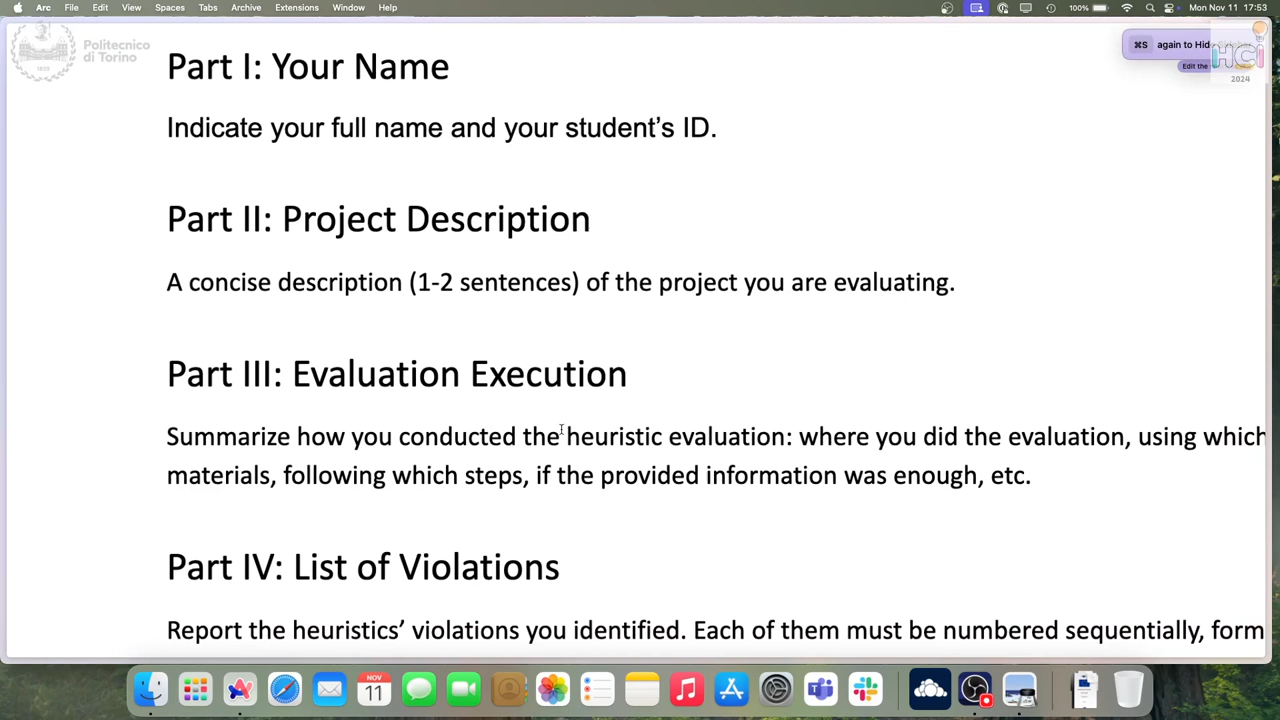 Arc File Edit View Spaces Tabs Archive Extensions Window Help 100% Mon Nov 11 17:53
Politecnico
di Torino
1859
⌘S again to Hid
Edit the
HCI
2024
Part I: Your Name
Indicate your full name and your student’s ID.
Part II: Project Description
A concise description (1-2 sentences) of the project you are evaluating.
Part III: Evaluation Execution
Summarize how you conducted the heuristic evaluation: where you did the evaluation, using which
materials, following which steps, if the provided information was enough, etc.
Part IV: List of Violations
Report the heuristics’ violations you identified. Each of them must be numbered sequentially, form
NOV
11